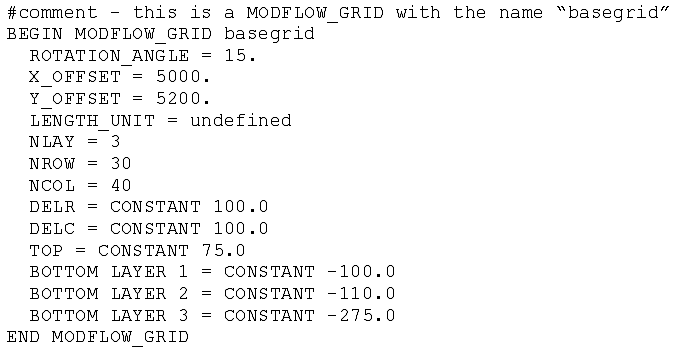 #comment - this is a MODFLOW_GRID with the name “basegrid”
BEGIN MODFLOW_GRID basegrid
ROTATION_ANGLE = 15.
X_OFFSET = 5000.
Y_OFFSET = 5200.
LENGTH_UNIT = undefined
NLAY = 3
NROW = 30
NCOL = 40
DELR = CONSTANT 100.0
DELC = CONSTANT 100.0
TOP = CONSTANT 75.0
BOTTOM LAYER 1 = CONSTANT -100.0
BOTTOM LAYER 2 = CONSTANT -110.0
BOTTOM LAYER 3 = CONSTANT -275.0
END MODFLOW_GRID